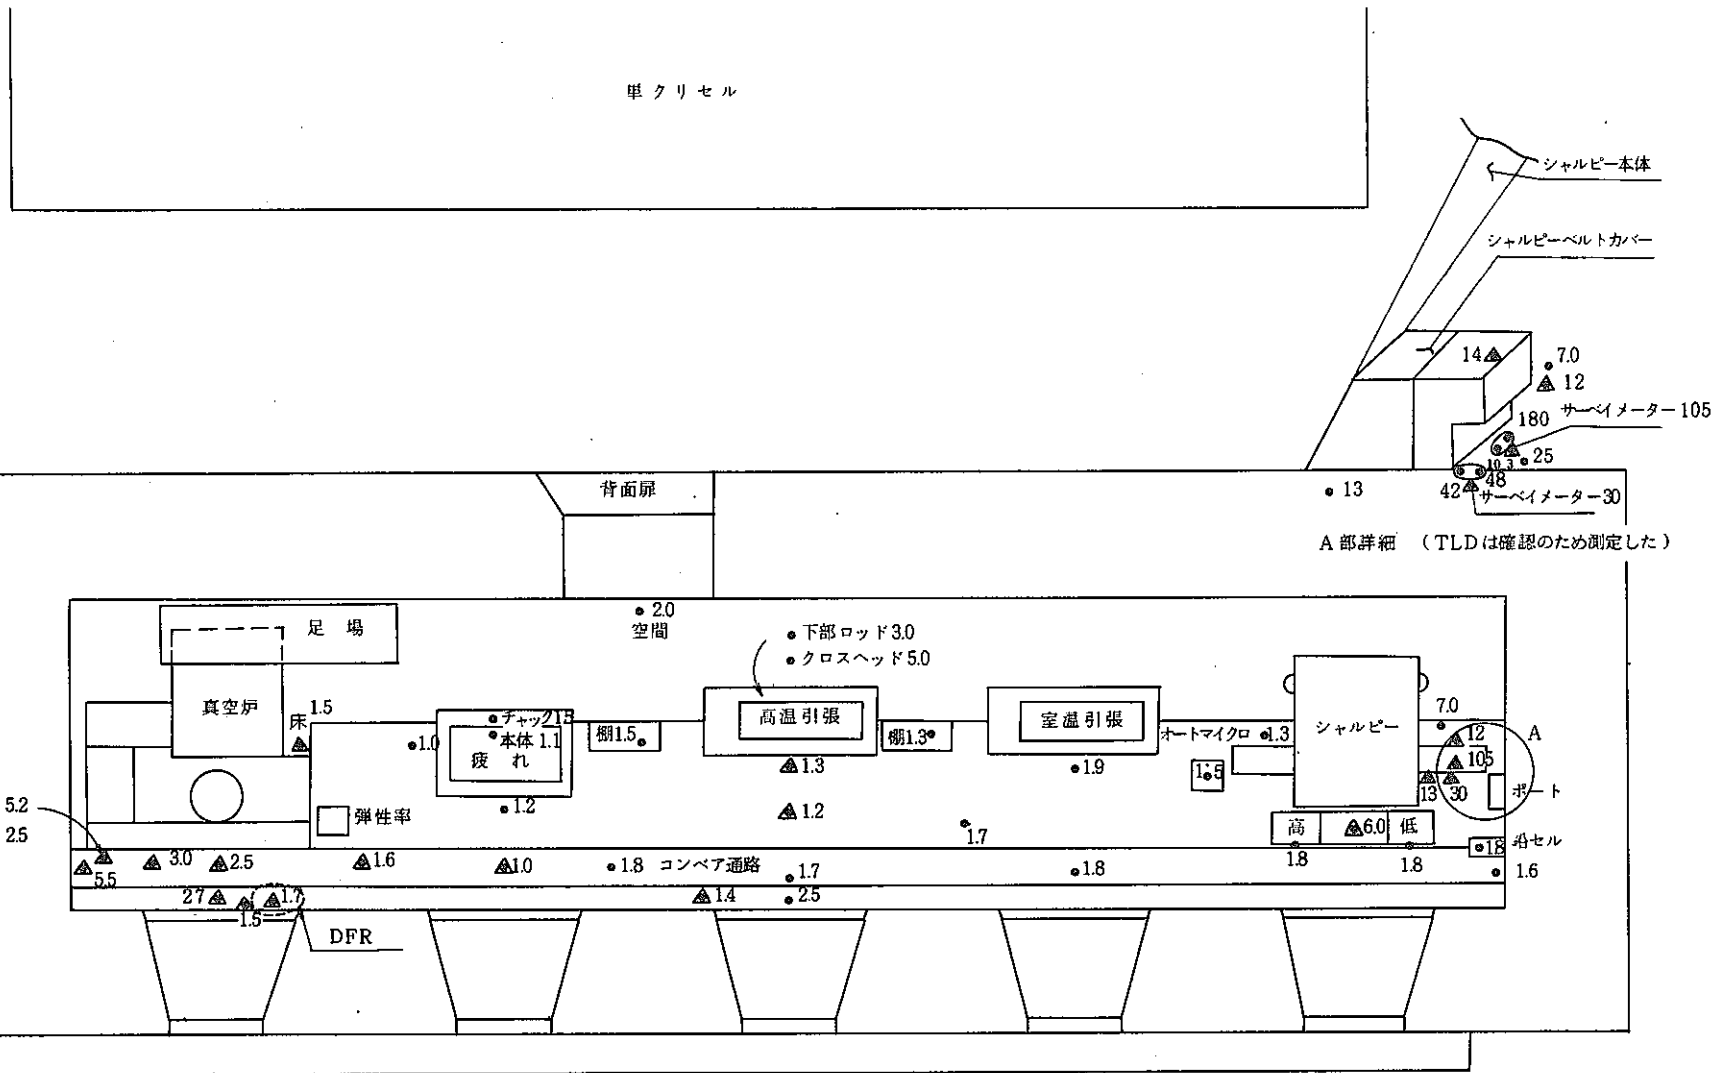 単クリセル
シャルピー本体
シャルピーベルトカバー
14
7.0
12
サーベイメーター 105
180
10.3
25
48
42
サーベイメーター30
13
背面扉
A部詳細 (TLDは確認のため測定した)
2.0
空間
足場
下部ロッド3.0
クロスヘッド5.0
真空炉
床 1.5
1.0
チャック1.5
本体 1.1
疲れ
棚1.5
高温引張
棚1.3
室温引張
オートマイクロ 1.3
シャルピー
7.0
12
A
105
13
30
ポート
1.3
1.9
1.5
5.2
2.5
弾性率
1.2
1.2
1.7
高
6.0
低
鉛セル
1.8
1.8
1.8
5.5
3.0
2.5
1.6
1.0
1.8
コンベア通路
1.7
1.8
1.6
27
1.5
1.7
1.4
2.5
DFR